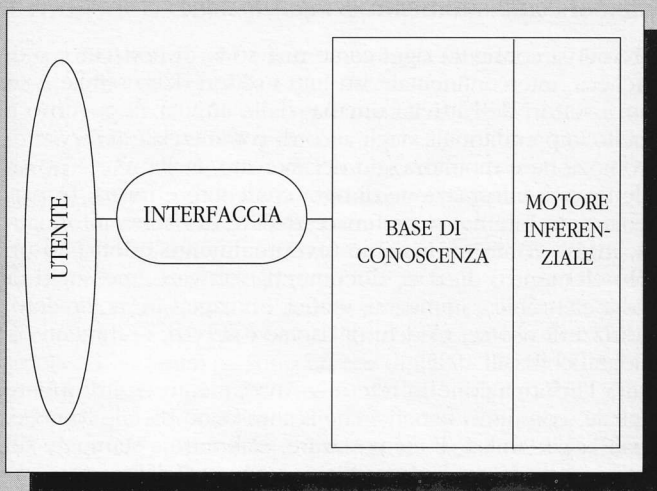 UTENTE
INTERFACCIA
BASE DI
CONOSCENZA
MOTORE
INFEREN-
ZIALE